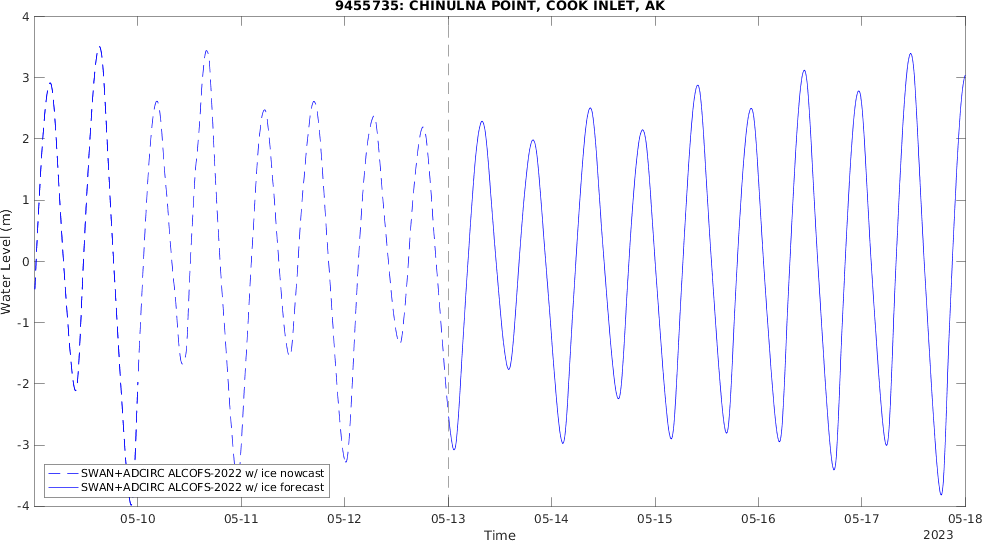 9455735: CHINULNA POINT, COOK INLET, AK
4
3
2
1
0
-1
-2
-3
-4
Water Level (m)
SWAN+ADCIRC ALCOFS-2022 w/ ice nowcast
SWAN+ADCIRC ALCOFS-2022 w/ ice forecast
05-10 05-11 05-12 05-13 05-14 05-15 05-16 05-17 05-18
Time
2023